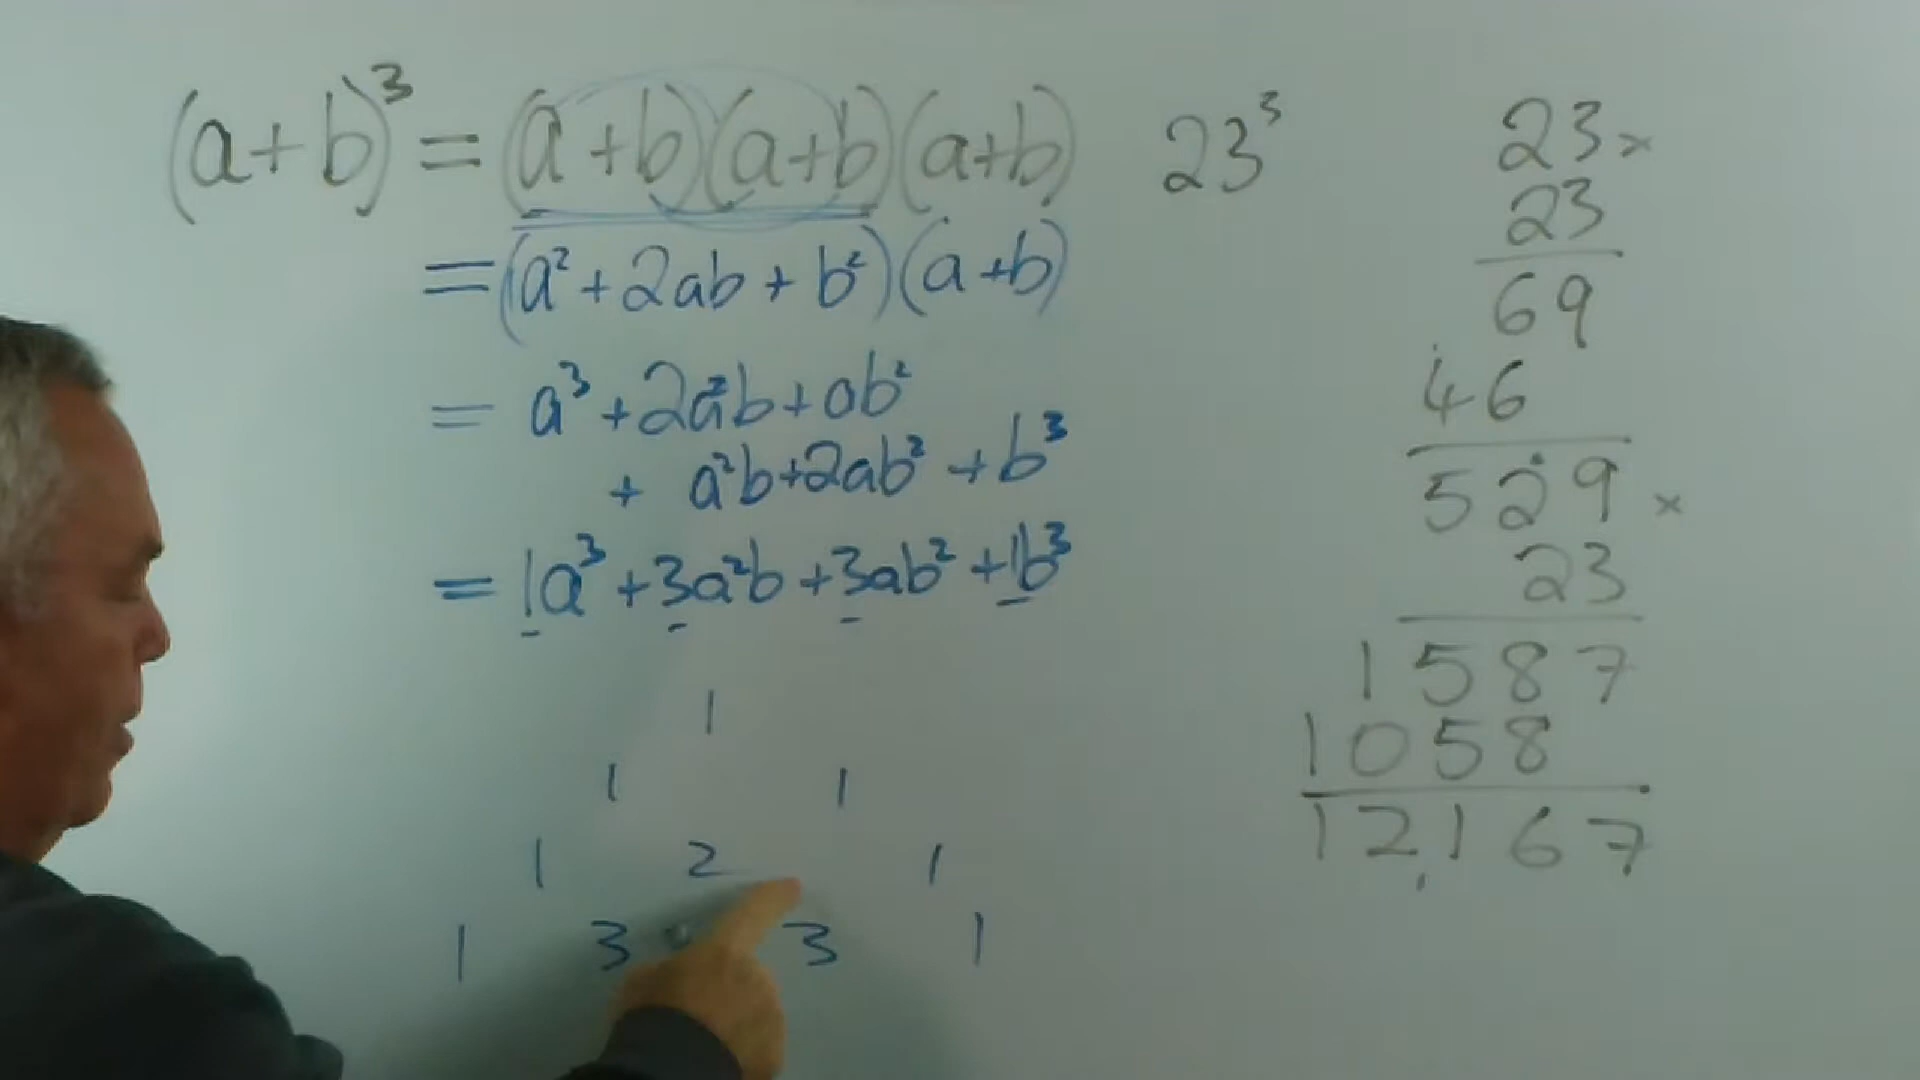 (a+b)³ = (a+b)(a+b)(a+b)
= (a²+2ab+b²)(a+b)
= a³+2a²b+ab²
+ a²b+2ab²+b³
= 1a³+3a²b+3ab²+1b³
1
1 1
1 2 1
1 3 3 1
23³
23 ×
23
69
46
529 ×
23
1587
1058
12,167